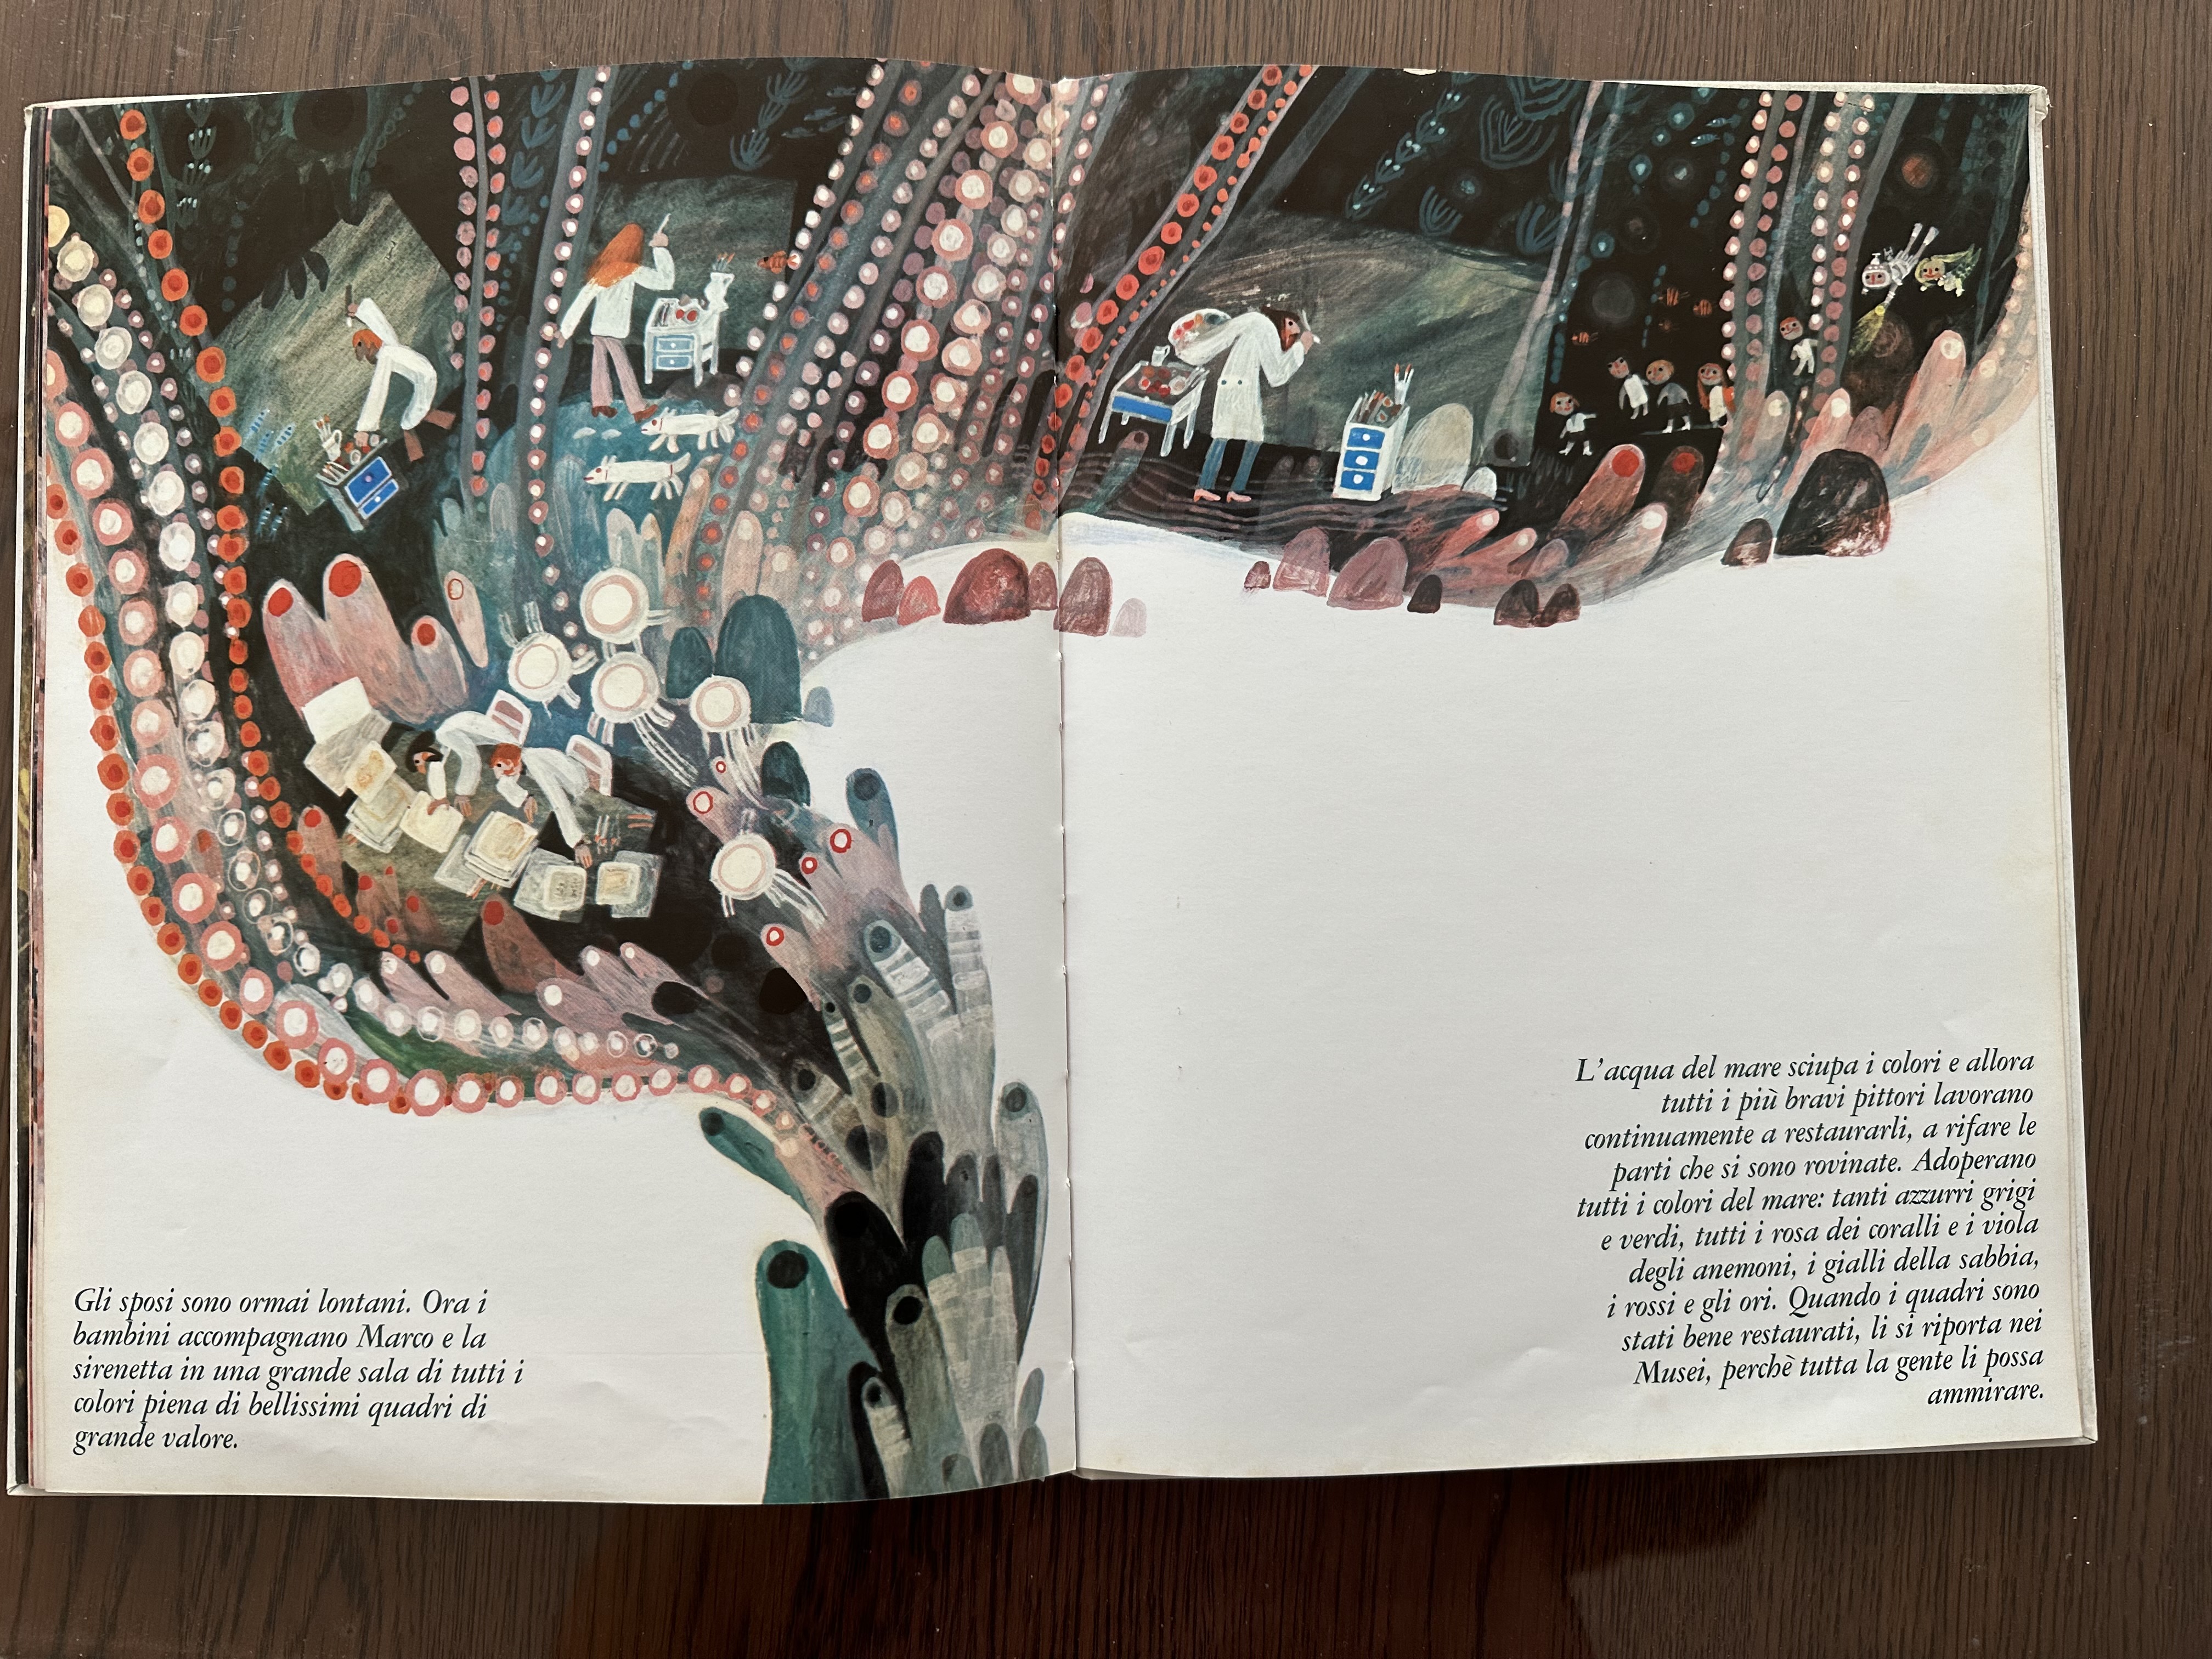 Gli sposi sono ormai lontani. Ora i
bambini accompagnano Marco e la
sirenetta in una grande sala di tutti i
colori piena di bellissimi quadri di
grande valore.
L'acqua del mare sciupa i colori e allora
tutti i più bravi pittori lavorano
continuamente a restaurarli, a rifare le
parti che si sono rovinate. Adoperano
tutti i colori del mare: tanti azzurri grigi
e verdi, tutti i rosa dei coralli e i viola
degli anemoni, i gialli della sabbia,
i rossi e gli ori. Quando i quadri sono
stati bene restaurati, li si riporta nei
Musei, perchè tutta la gente li possa
ammirare.